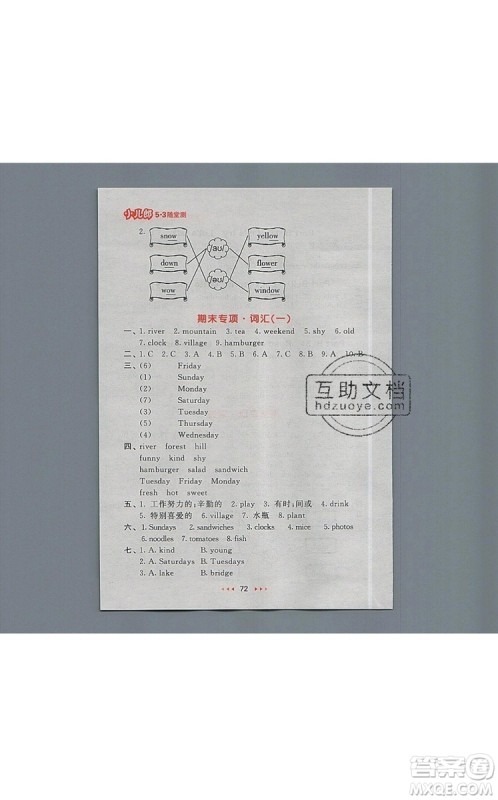 小儿郎 5·3随堂测
2. snow yellow
/au/
down flower
/əu/
wow window
期末专项·词汇(一)
一、1. river 2. mountain 3. tea 4. weekend 5. shy 6. old
7. clock 8. village 9. hamburger
二、1. C 2. C 3. A 4. B 5. B 6. A 7. C 8. B 9. A 10. B
三、(6) Friday
(1) Sunday
(2) Monday
(7) Saturday
(3) Tuesday
(5) Thursday
(4) Wednesday
四、river forest hill
funny kind shy
hamburger salad sandwich
Tuesday Friday Monday
fresh hot sweet
五、1. 工作努力的;辛勤的 2. play 3. 有时;间或 4. drink
5. 特别喜爱的 6. village 7. 水瓶 8. plant
六、1. Sundays 2. sandwiches 3. clocks 4. mice 5. photos
6. noodles 7. tomatoes 8. fish
七、1. A. kind B. young
2. A. Saturdays B. Tuesdays
3. A. lake B. bridge
72
互助文档
hdzuoye.com
答案圈
MXQE.COM